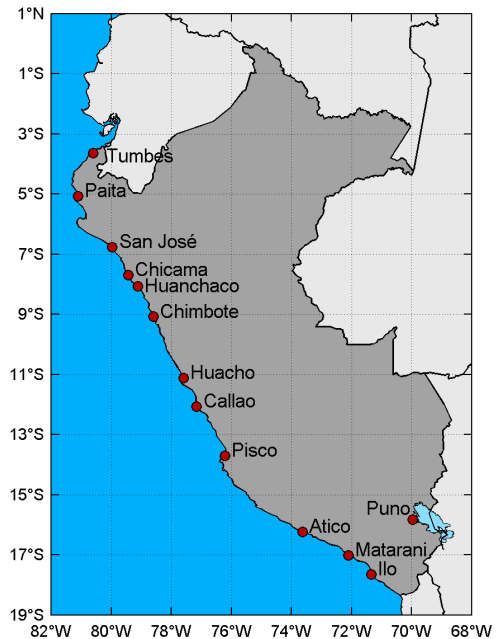 1°N
1°S
3°S
Tumbes
5°S
Paita
7°S
San José
Chicama
Huanchaco
9°S
Chimbote
11°S
Huacho
Callao
13°S
Pisco
15°S
Puno
Atico
17°S
Matarani
Ilo
19°S
82°W 80°W 78°W 76°W 74°W 72°W 70°W 68°W